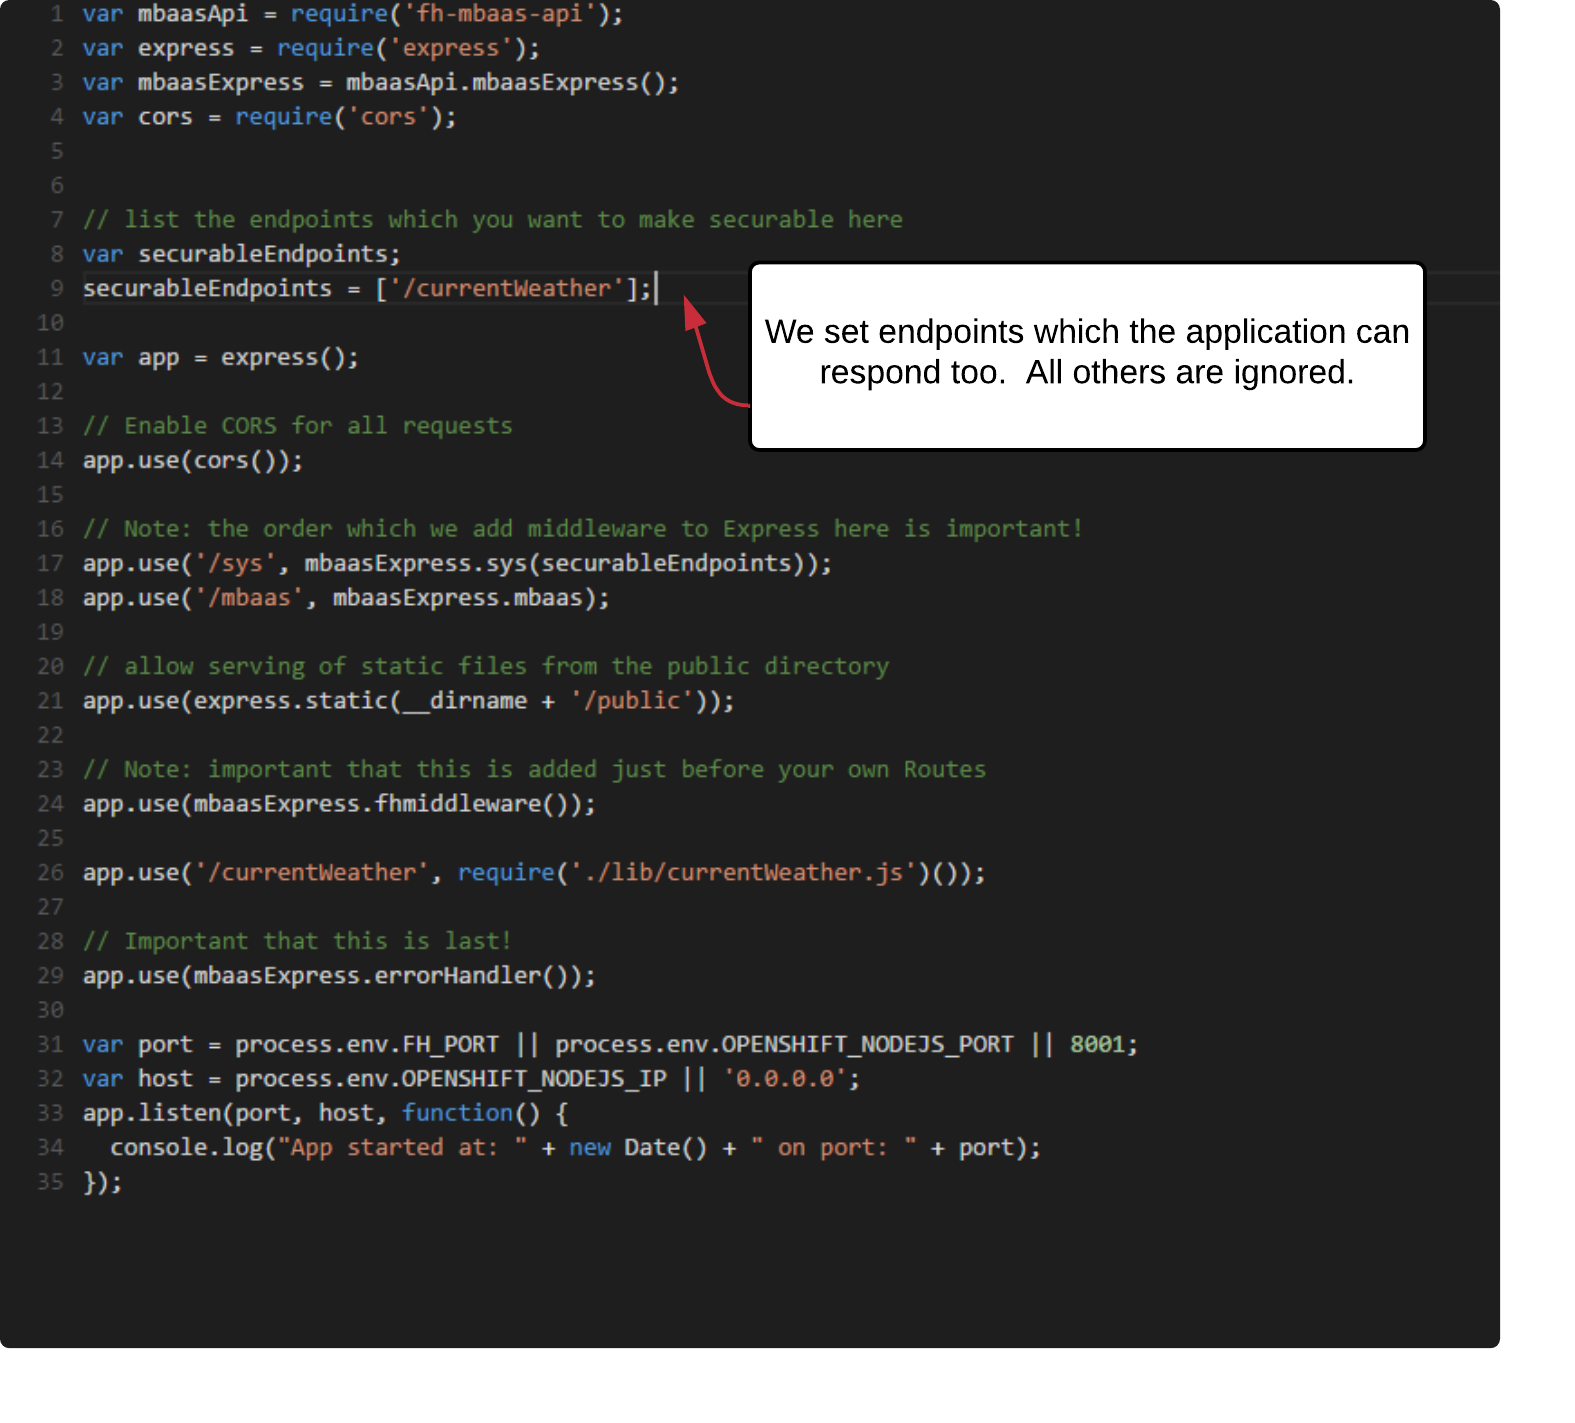 1 var mbaasApi = require('fh-mbaas-api');
2 var express = require('express');
3 var mbaasExpress = mbaasApi.mbaasExpress();
4 var cors = require('cors');
5
6
7 // list the endpoints which you want to make securable here
8 var securableEndpoints;
9 securableEndpoints = ['/currentWeather'];
We set endpoints which the application can
respond too.  All others are ignored.
10
11 var app = express();
12
13 // Enable CORS for all requests
14 app.use(cors());
15
16 // Note: the order which we add middleware to Express here is important!
17 app.use('/sys', mbaasExpress.sys(securableEndpoints));
18 app.use('/mbaas', mbaasExpress.mbaas);
19
20 // allow serving of static files from the public directory
21 app.use(express.static(__dirname + '/public'));
22
23 // Note: important that this is added just before your own Routes
24 app.use(mbaasExpress.fhmiddleware());
25
26 app.use('/currentWeather', require('./lib/currentWeather.js')());
27
28 // Important that this is last!
29 app.use(mbaasExpress.errorHandler());
30
31 var port = process.env.FH_PORT || process.env.OPENSHIFT_NODEJS_PORT || 8001;
32 var host = process.env.OPENSHIFT_NODEJS_IP || '0.0.0.0';
33 app.listen(port, host, function() {
34   console.log("App started at: " + new Date() + " on port: " + port);
35 });